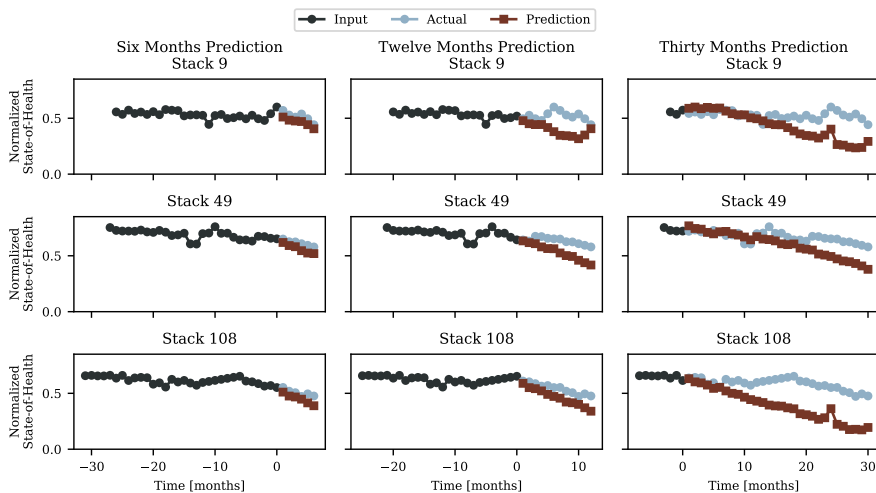 Input Actual Prediction
Six Months Prediction
Stack 9
Twelve Months Prediction
Stack 9
Thirty Months Prediction
Stack 9
Normalized
State-of-Health
0.5
0.0
Stack 49
Stack 49
Stack 49
Normalized
State-of-Health
0.5
0.0
Stack 108
Stack 108
Stack 108
Normalized
State-of-Health
0.5
0.0
−30 −20 −10 0
−20 −10 0 10
0 10 20 30
Time [months]
Time [months]
Time [months]